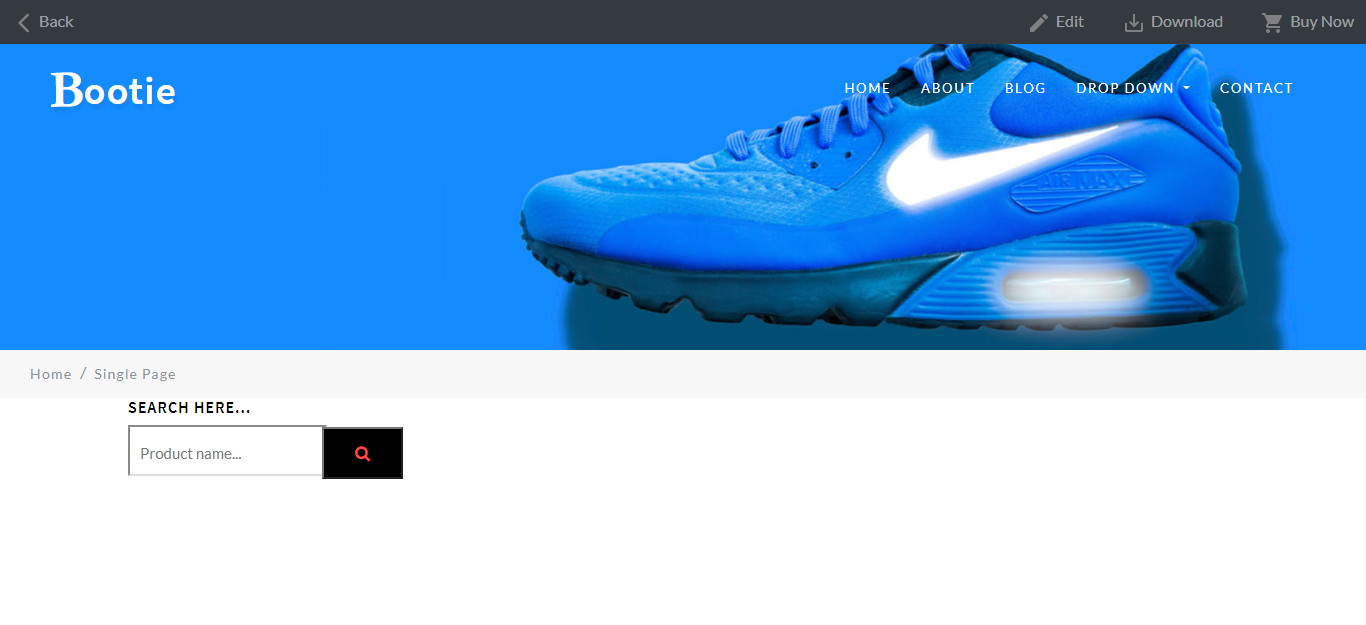 Back
Edit Download Buy Now
Bootie
HOME ABOUT BLOG DROP DOWN CONTACT
AIR MAX
Home / Single Page
SEARCH HERE...
Product name...